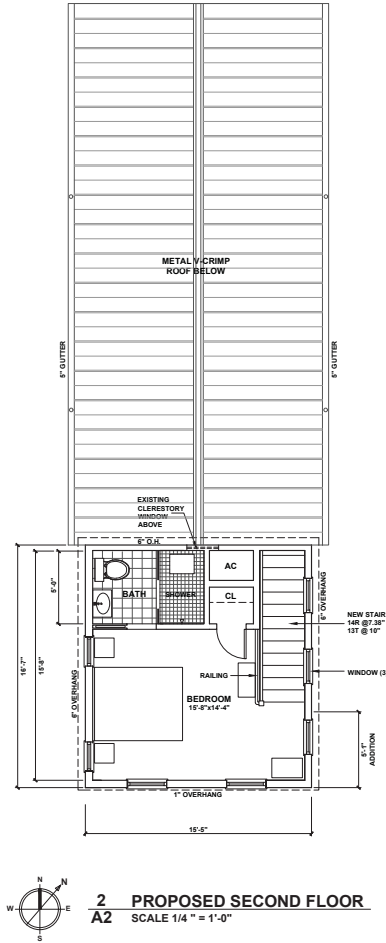 METAL V-CRIMP
ROOF BELOW
5" GUTTER
5" GUTTER
EXISTING
CLERESTORY
WINDOW
ABOVE
6" O.H.
AC
CL
BATH
SHOWER
5'-0"
16'-7"
15'-8"
6" OVERHANG
6" OVERHANG
NEW STAIR
14R @7.38"
13T @ 10"
WINDOW (3
RAILING
BEDROOM
15'-8"x14'-4"
5'-1"
ADDITION
1" OVERHANG
15'-5"
N
N
W
E
S
2 PROPOSED SECOND FLOOR
A2 SCALE 1/4 " = 1'-0"